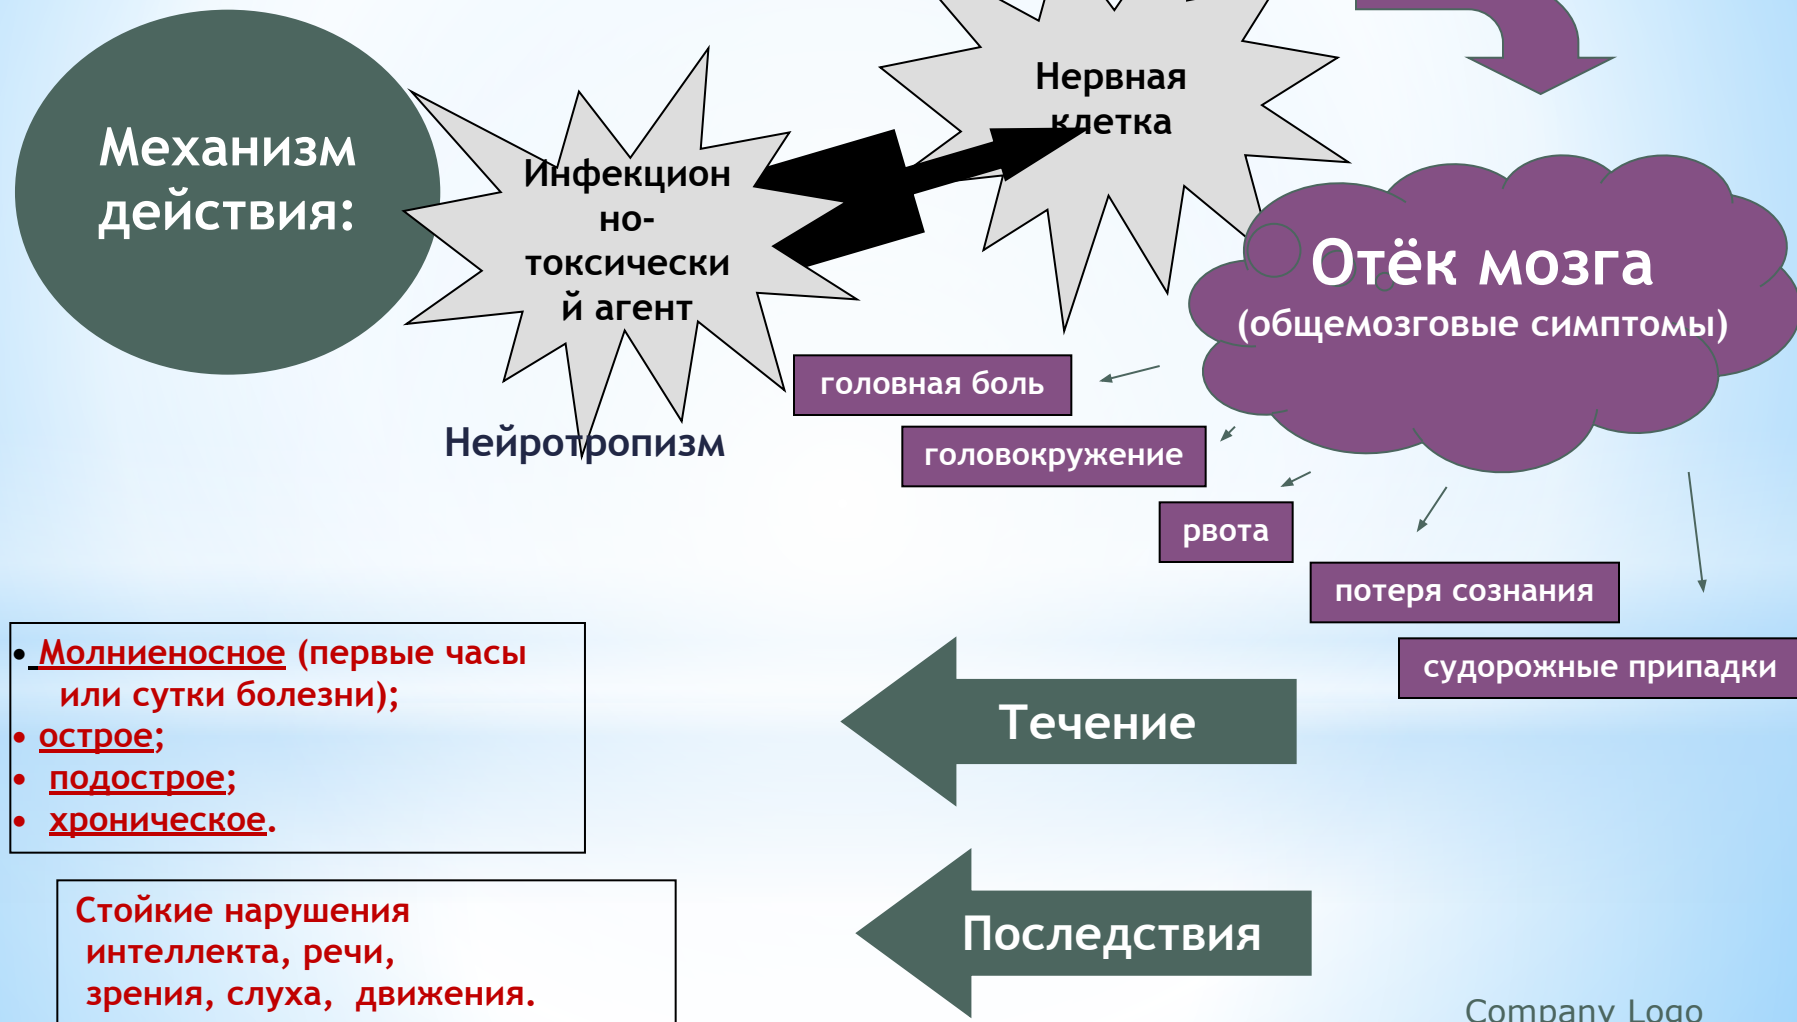 Механизм
действия:
Инфекцион
но-
токсически
й агент
Нервная
клетка
Нейротропизм
Отёк мозга
(общемозговые симптомы)
головная боль
головокружение
рвота
потеря сознания
судорожные припадки
Течение
• Молниеносное (первые часы
или сутки болезни);
• острое;
• подострое;
• хроническое.
Последствия
Стойкие нарушения
интеллекта, речи,
зрения, слуха, движения.
Company Logo